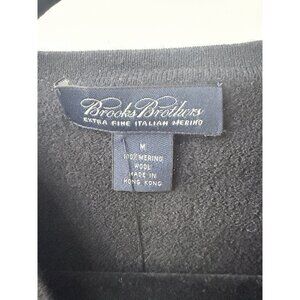 Brooks Brothers
EXTRA FINE ITALIAN MERINO
M
100% MERINO
WOOL
MADE IN
HONG KONG